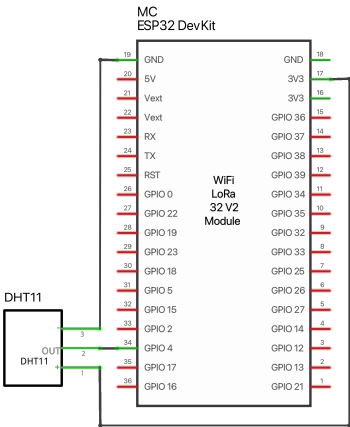 MC
ESP32 DevKit
19 GND GND 18
20 5V 3V3 17
21 Vext 3V3 16
22 Vext GPIO 36 15
23 RX GPIO 37 14
24 TX GPIO 38 13
25 RST GPIO 39 12
26 GPIO 0 GPIO 34 11
27 GPIO 22 GPIO 35 10
28 GPIO 19 GPIO 32 9
29 GPIO 23 GPIO 33 8
30 GPIO 18 GPIO 25 7
31 GPIO 5 GPIO 26 6
32 GPIO 15 GPIO 27 5
33 GPIO 2 GPIO 14 4
34 GPIO 4 GPIO 12 3
35 GPIO 17 GPIO 13 2
36 GPIO 16 GPIO 21 1
WiFi
LoRa
32 V2
Module
DHT11
- 3
OUT 2
DHT11
+ 1